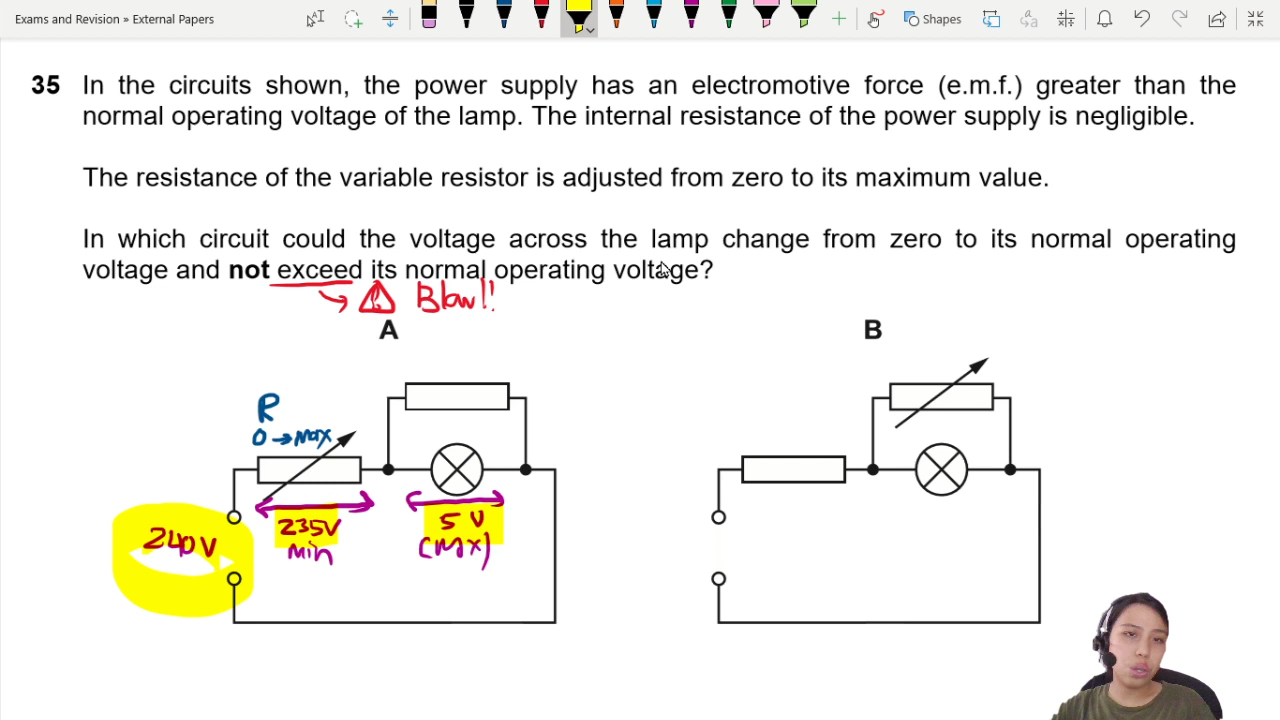 Exams and Revision » External Papers
Shapes
35 In the circuits shown, the power supply has an electromotive force (e.m.f.) greater than the
normal operating voltage of the lamp. The internal resistance of the power supply is negligible.
The resistance of the variable resistor is adjusted from zero to its maximum value.
In which circuit could the voltage across the lamp change from zero to its normal operating
voltage and not exceed its normal operating voltage?
Blow!!
A
B
R
0 → Max
240V
235V
Min
5 V
(Max)